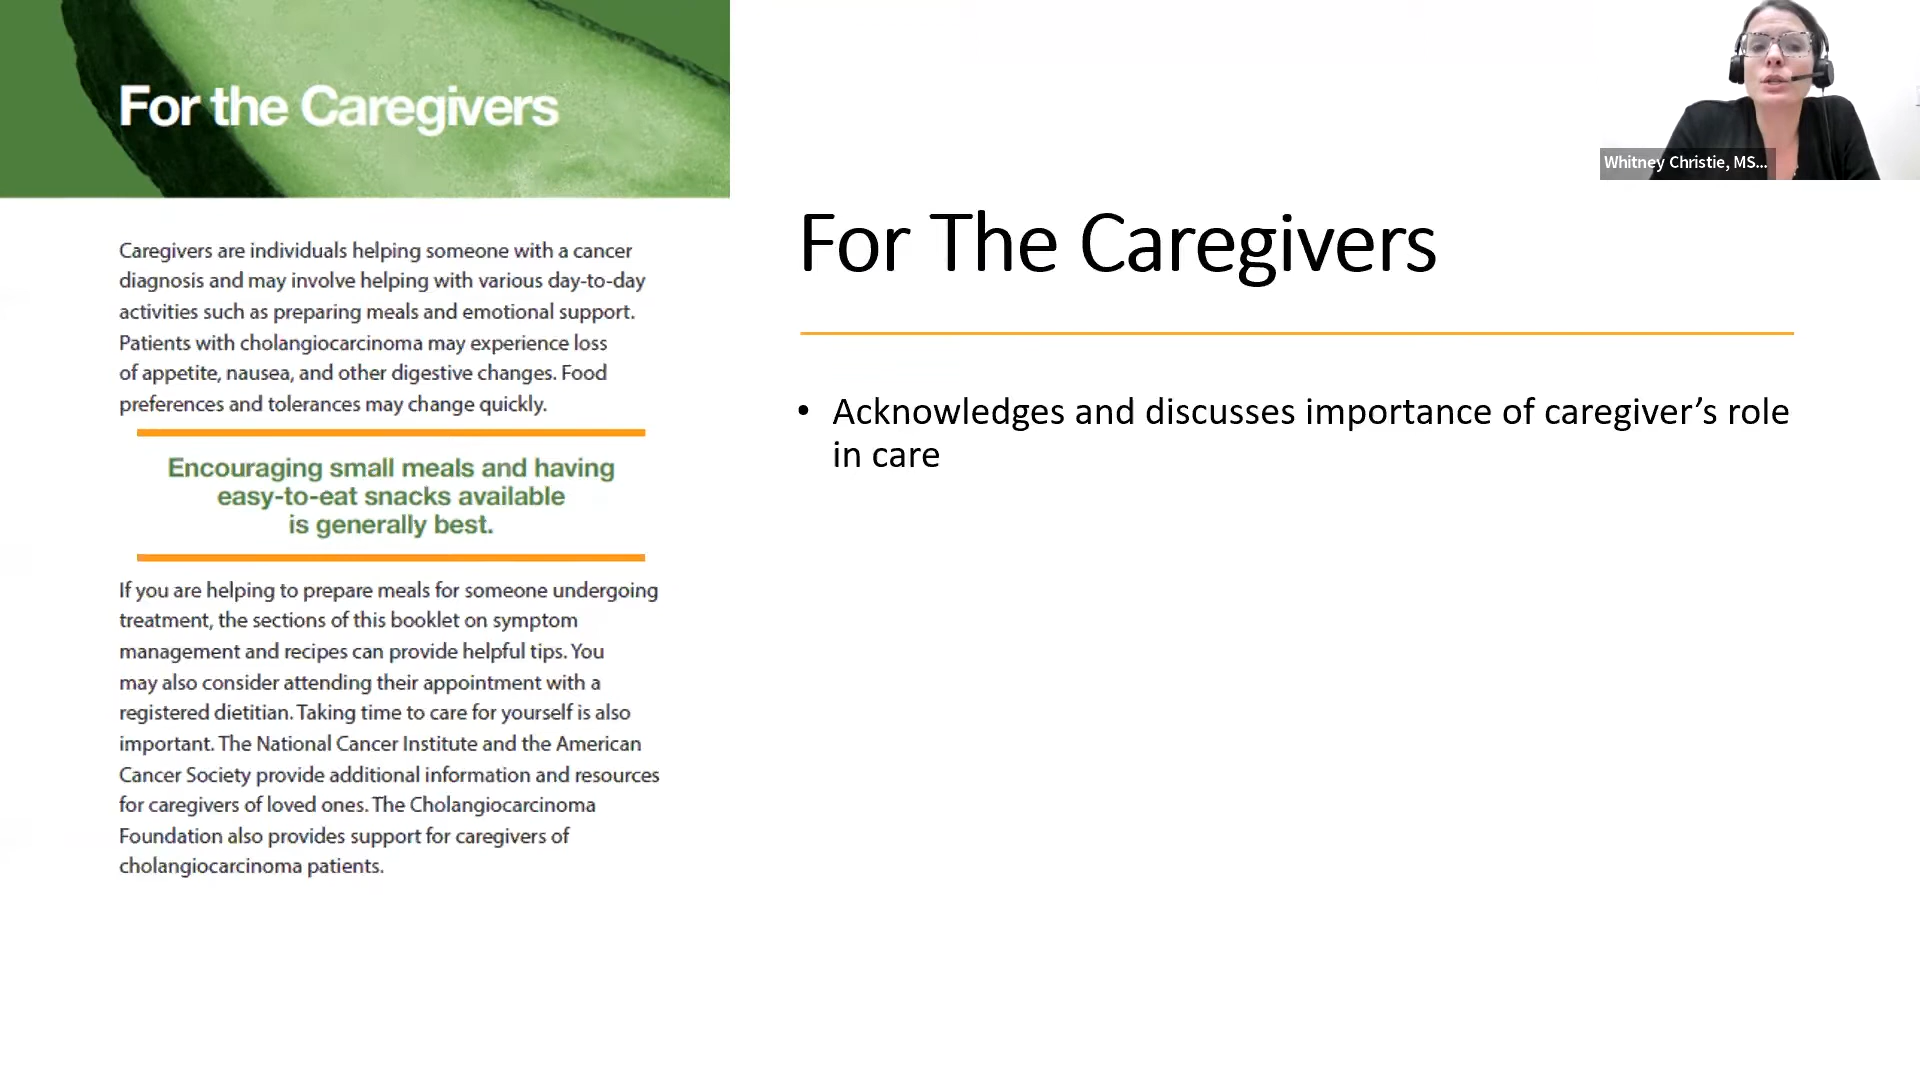 For the Caregivers
Caregivers are individuals helping someone with a cancer
diagnosis and may involve helping with various day-to-day
activities such as preparing meals and emotional support.
Patients with cholangiocarcinoma may experience loss
of appetite, nausea, and other digestive changes. Food
preferences and tolerances may change quickly.
Encouraging small meals and having
easy-to-eat snacks available
is generally best.
If you are helping to prepare meals for someone undergoing
treatment, the sections of this booklet on symptom
management and recipes can provide helpful tips. You
may also consider attending their appointment with a
registered dietitian. Taking time to care for yourself is also
important. The National Cancer Institute and the American
Cancer Society provide additional information and resources
for caregivers of loved ones. The Cholangiocarcinoma
Foundation also provides support for caregivers of
cholangiocarcinoma patients.
For The Caregivers
• Acknowledges and discusses importance of caregiver’s role
in care
Whitney Christie, MS...